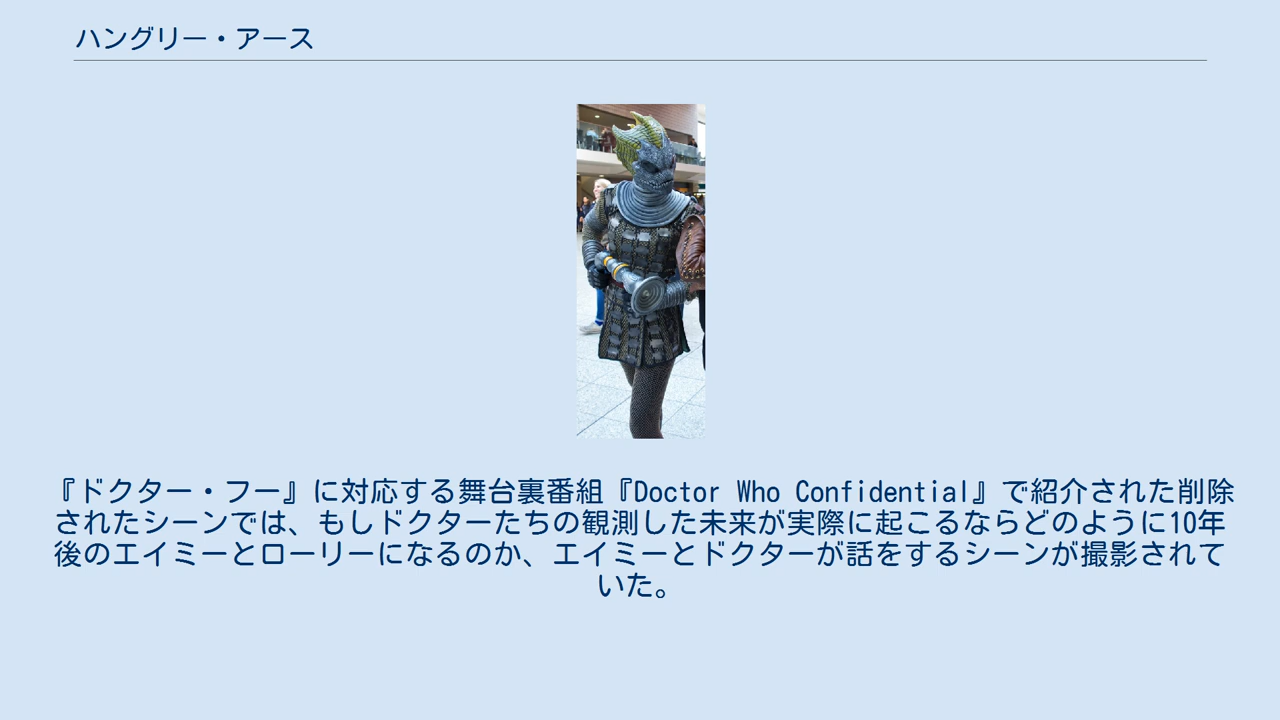 ハングリー・アース
『ドクター・フー』に対応する舞台裏番組『Doctor Who Confidential』で紹介された削除
されたシーンでは、もしドクターたちの観測した未来が実際に起こるならどのように10年
後のエイミーとローリーになるのか、エイミーとドクターが話をするシーンが撮影されて
いた。